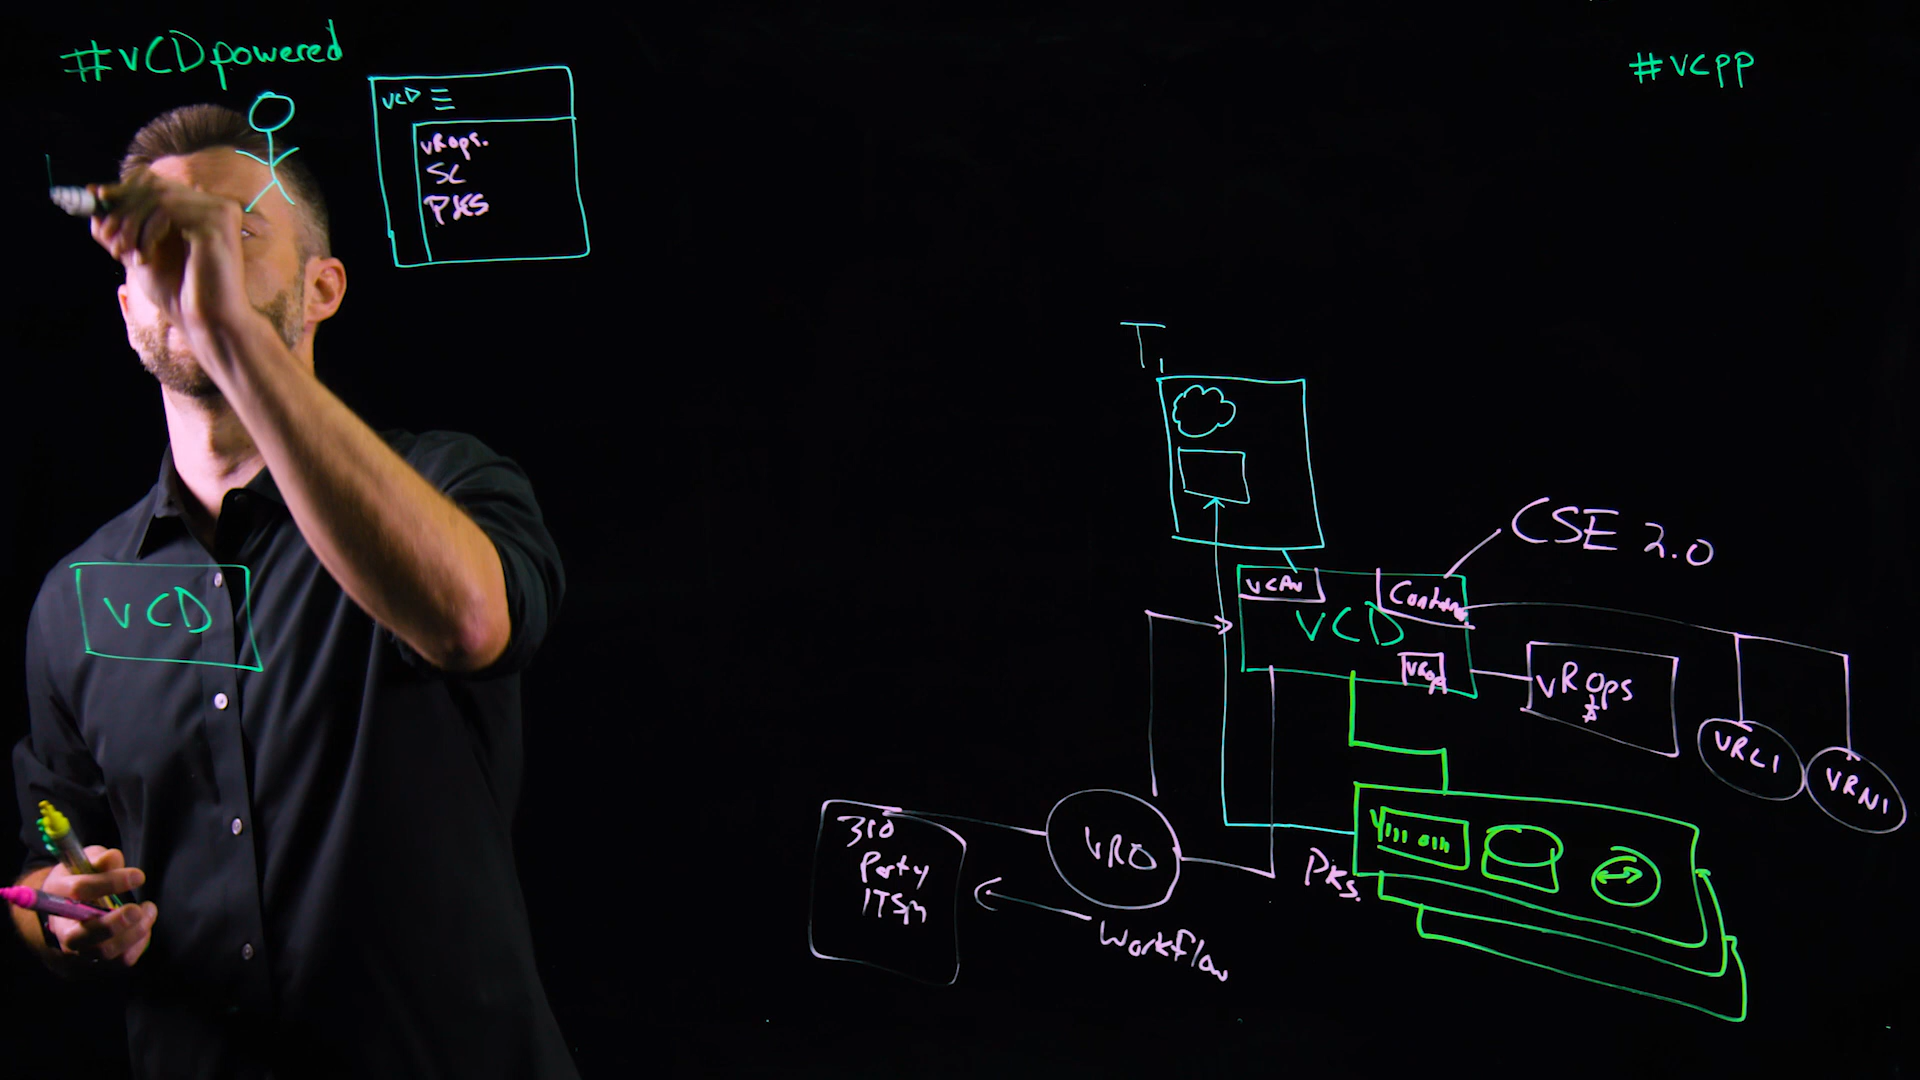 #vCDpowered
#vcpp
vCD
vRops.
SC
PKS
CSE 2.0
VCD
VCD
vROps
VRLI
VRNI
3rd
Party
ITSM
VRO
PKs.
Workflow